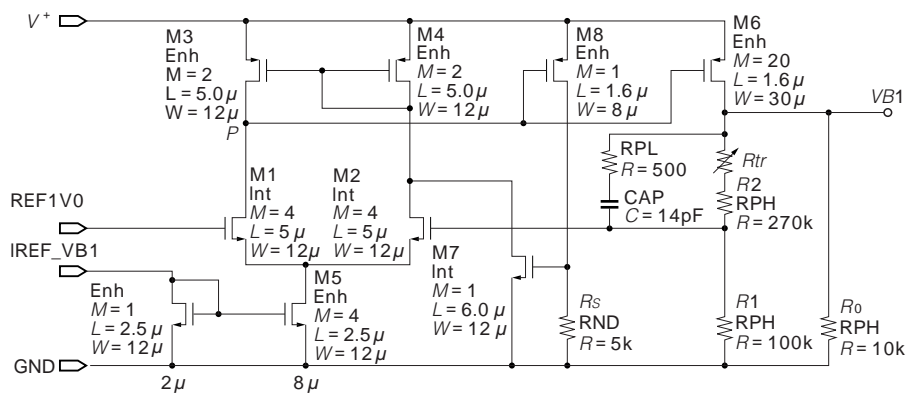 V+
M3
Enh
M = 2
L = 5.0 μ
W = 12 μ
M4
Enh
M = 2
L = 5.0 μ
W = 12 μ
M8
Enh
M = 1
L = 1.6 μ
W = 8 μ
M6
Enh
M = 20
L = 1.6 μ
W = 30 μ
VB1
P
RPL
R = 500
CAP
C = 14pF
Rtr
R2
RPH
R = 270k
REF1V0
M1
Int
M = 4
L = 5 μ
W = 12 μ
M2
Int
M = 4
L = 5 μ
W = 12 μ
IREF_VB1
Enh
M = 1
L = 2.5 μ
W = 12 μ
M5
Enh
M = 4
L = 2.5 μ
W = 12 μ
M7
Int
M = 1
L = 6.0 μ
W = 12 μ
RS
RND
R = 5k
R1
RPH
R = 100k
R0
RPH
R = 10k
GND
2 μ
8 μ